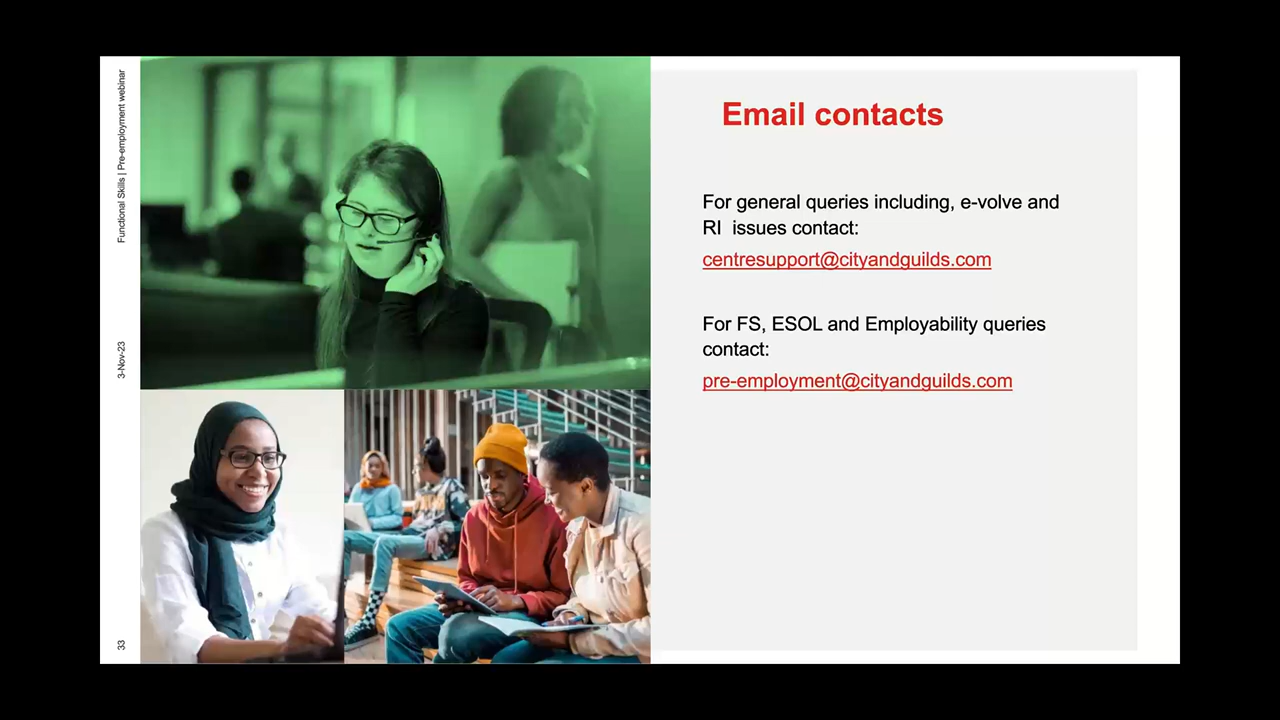 Functional Skills | Pre-employment webinar
3-Nov-23
33
Email contacts
For general queries including, e-volve and
RI issues contact:
centresupport@cityandguilds.com
For FS, ESOL and Employability queries
contact:
pre-employment@cityandguilds.com